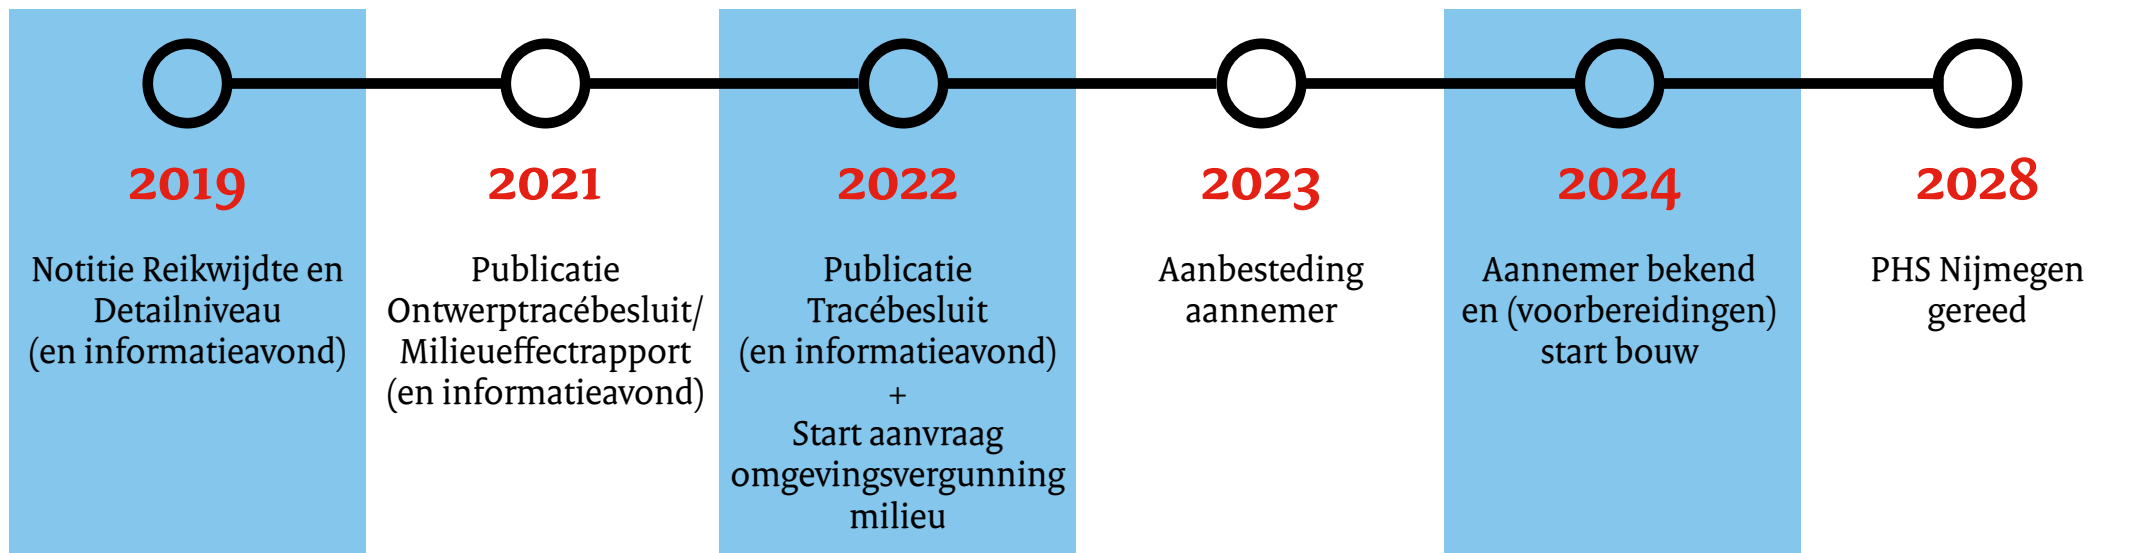 2019
Notitie Reikwijdte en
Detailniveau
(en informatieavond)
2021
Publicatie
Ontwerptracébesluit/
Milieueffectrapport
(en informatieavond)
2022
Publicatie
Tracébesluit
(en informatieavond)
+
Start aanvraag
omgevingsvergunning
milieu
2023
Aanbesteding
aannemer
2024
Aannemer bekend
en (voorbereidingen)
start bouw
2028
PHS Nijmegen
gereed